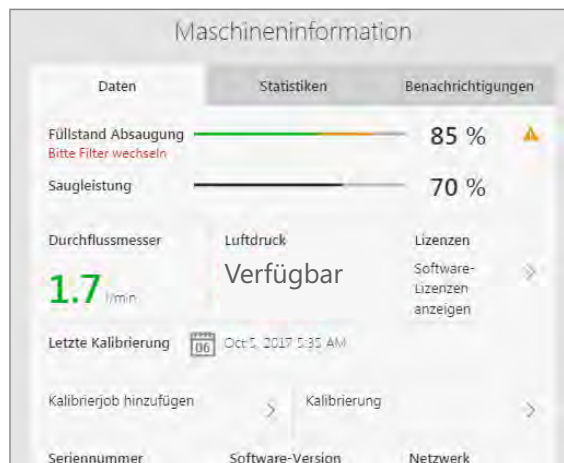 Maschineninformation
Daten Statistiken Benachrichtigungen
Füllstand Absaugung 85 %
Bitte Filter wechseln
Saugleistung 70 %
Durchflussmesser Luftdruck Lizenzen
1.7 l/min Verfügbar Software-
Lizenzen
anzeigen
Letzte Kalibrierung 06 Oct 5, 2017 5:35 AM
Kalibrierjob hinzufügen Kalibrierung
Seriennummer Software-Version Netzwerk